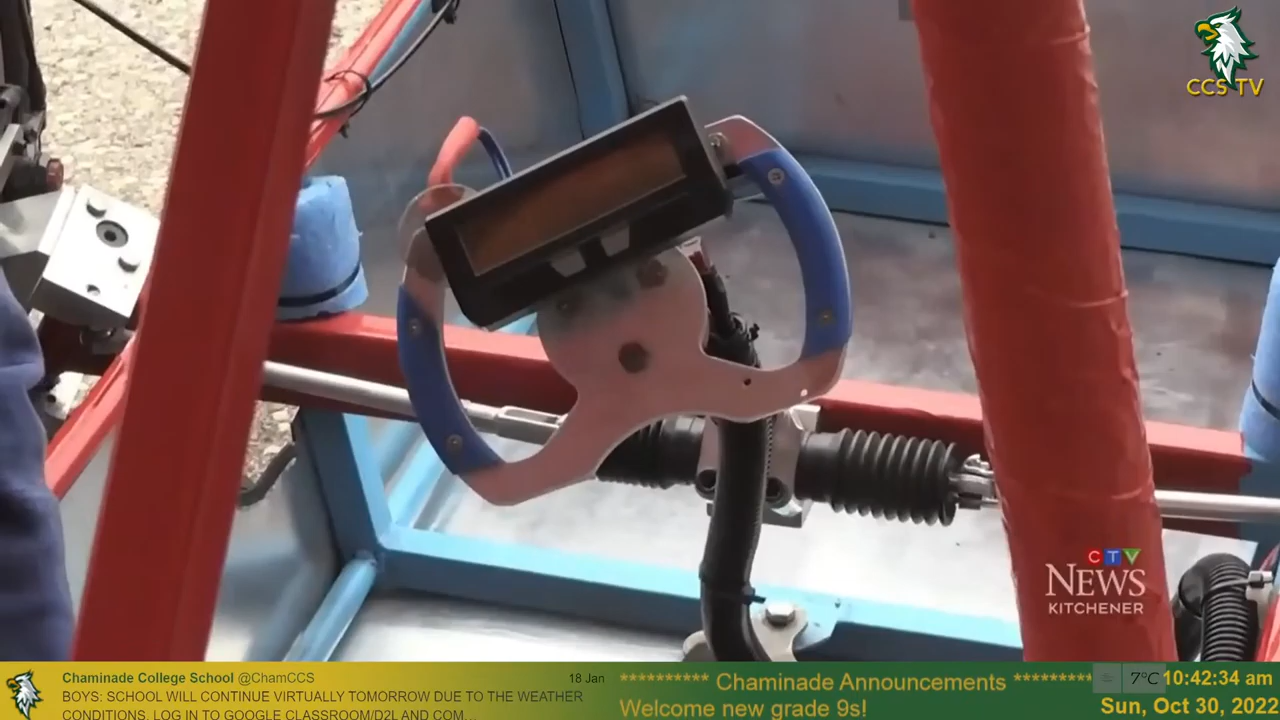 CCS TV
CTV
NEWS
KITCHENER
Chaminade College School @ChamCCS 18 Jan
BOYS: SCHOOL WILL CONTINUE VIRTUALLY TOMORROW DUE TO THE WEATHER
CONDITIONS. LOG IN TO GOOGLE CLASSROOM/D2L AND COM...
********** Chaminade Announcements *********
Welcome new grade 9s!
7°C 10:42:34 am
Sun, Oct 30, 2022